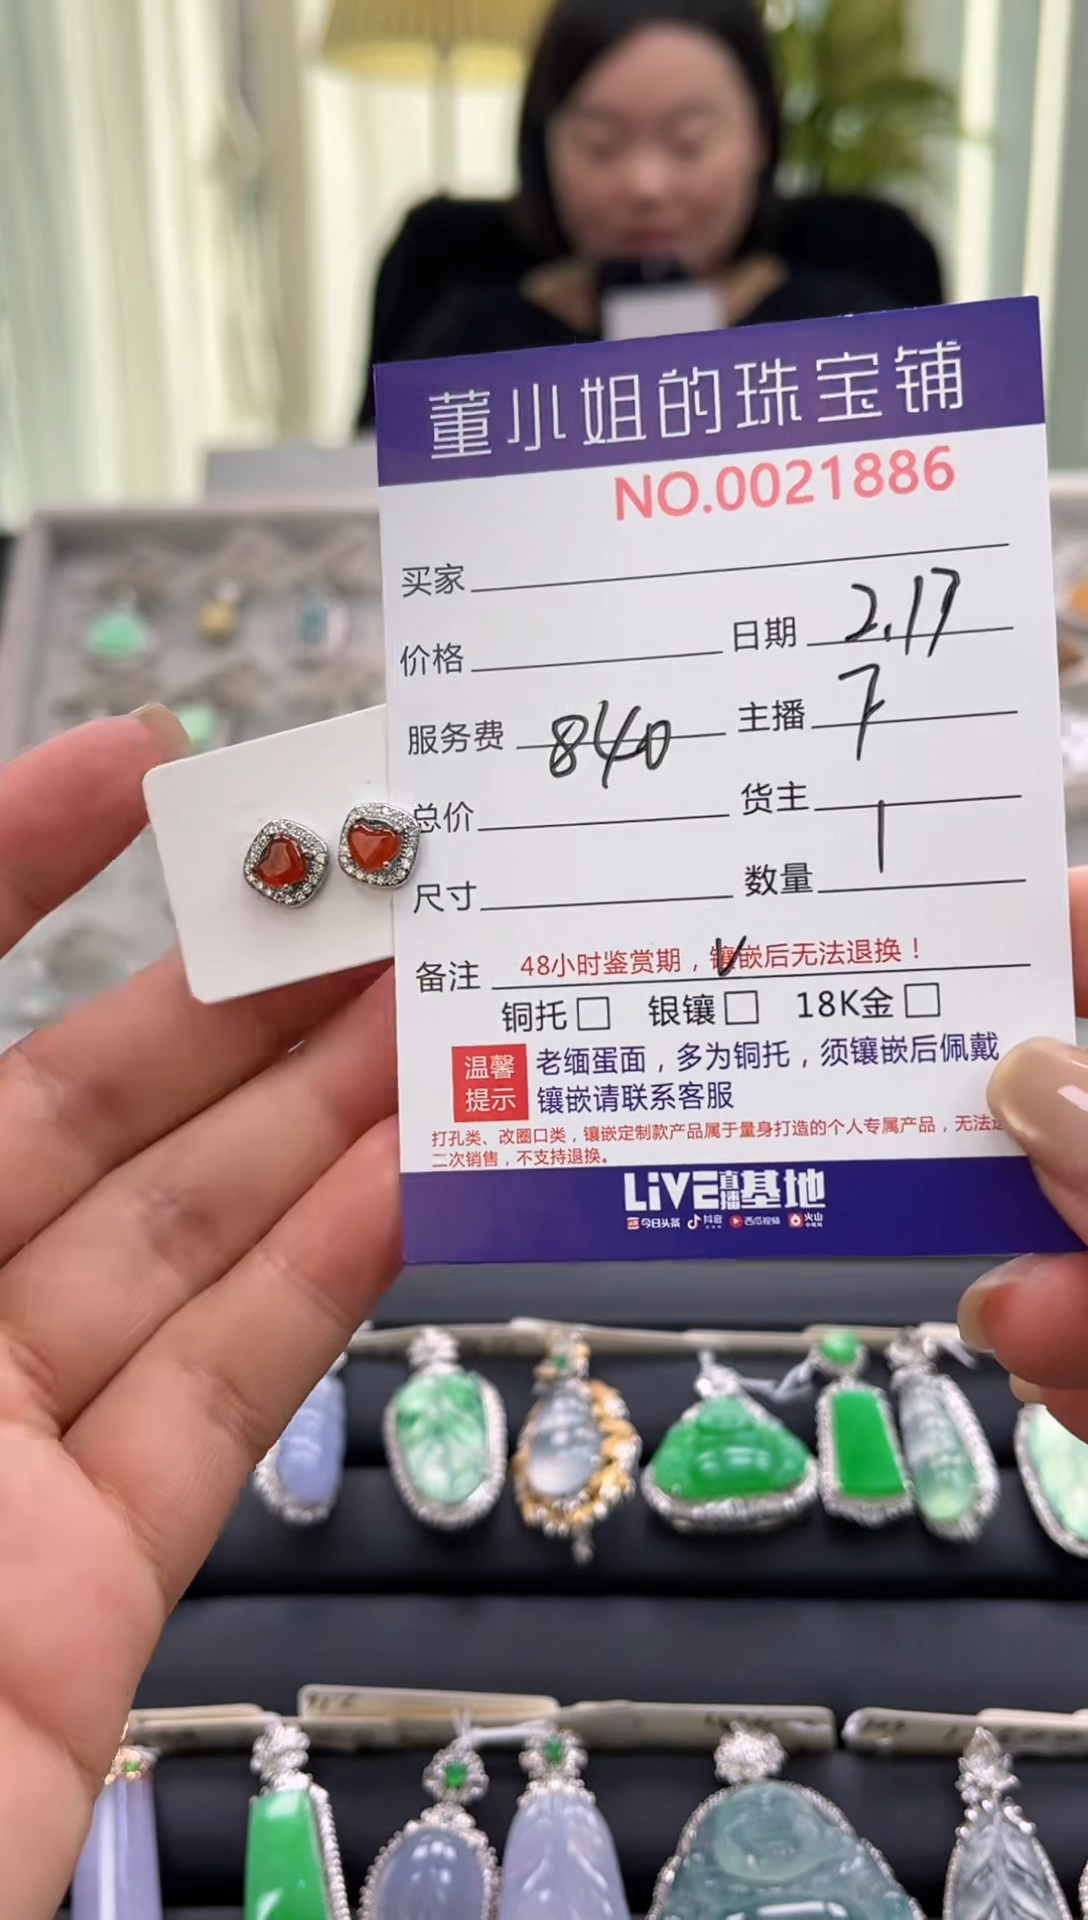 董小姐的珠宝铺
NO.0021886
买家
价格
日期 2.17
服务费 840
主播 7
总价
货主
尺寸
数量 1
备注 48小时鉴赏期，镶嵌后无法退换！
铜托□ 银镶□ 18K金□
温馨提示
老缅蛋面，多为铜托，须镶嵌后佩戴
镶嵌请联系客服
打孔类、改圈口类，镶嵌定制款产品属于量身打造的个人专属产品，无法
二次销售，不支持退换。
LiVE直播基地
今日头条 抖音 西瓜视频 火山